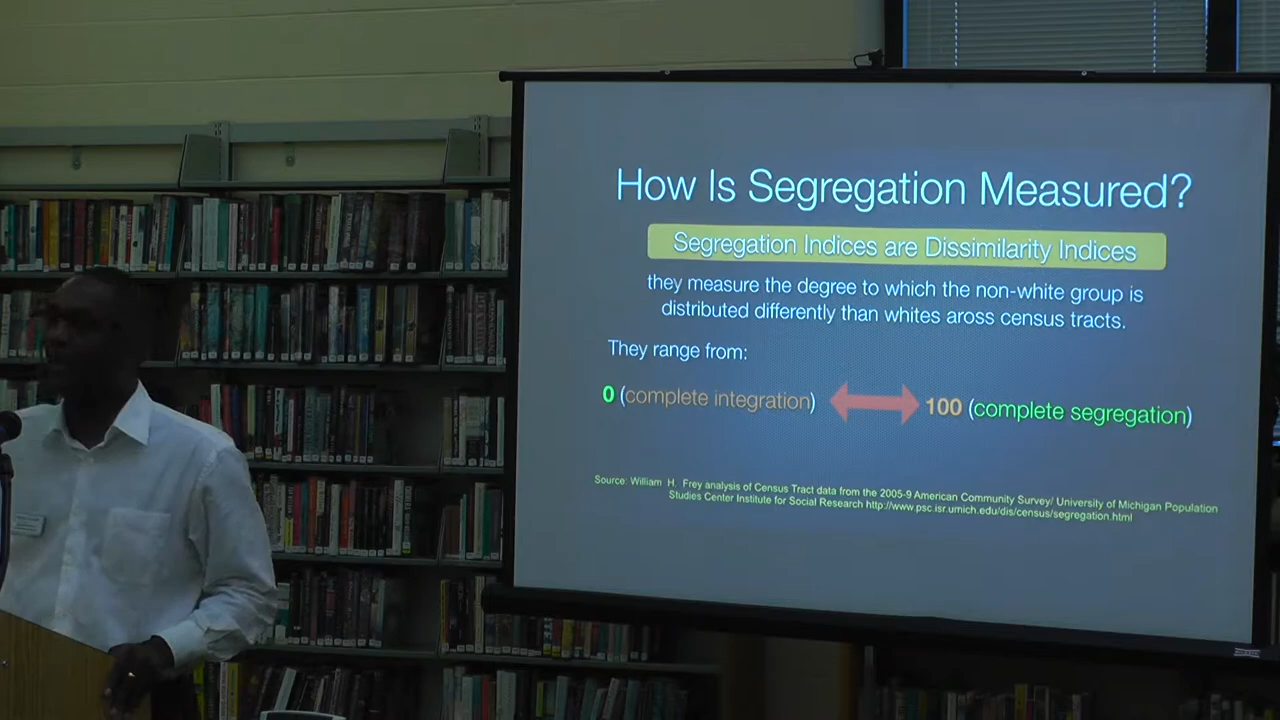 How Is Segregation Measured?
Segregation Indices are Dissimilarity Indices
they measure the degree to which the non-white group is
distributed differently than whites aross census tracts.
They range from:
0 (complete integration) 100 (complete segregation)
Source: William H. Frey analysis of Census Tract data from the 2005-9 American Community Survey/ University of Michigan Population
Studies Center Institute for Social Research http://www.psc.isr.umich.edu/dis/census/segregation.html